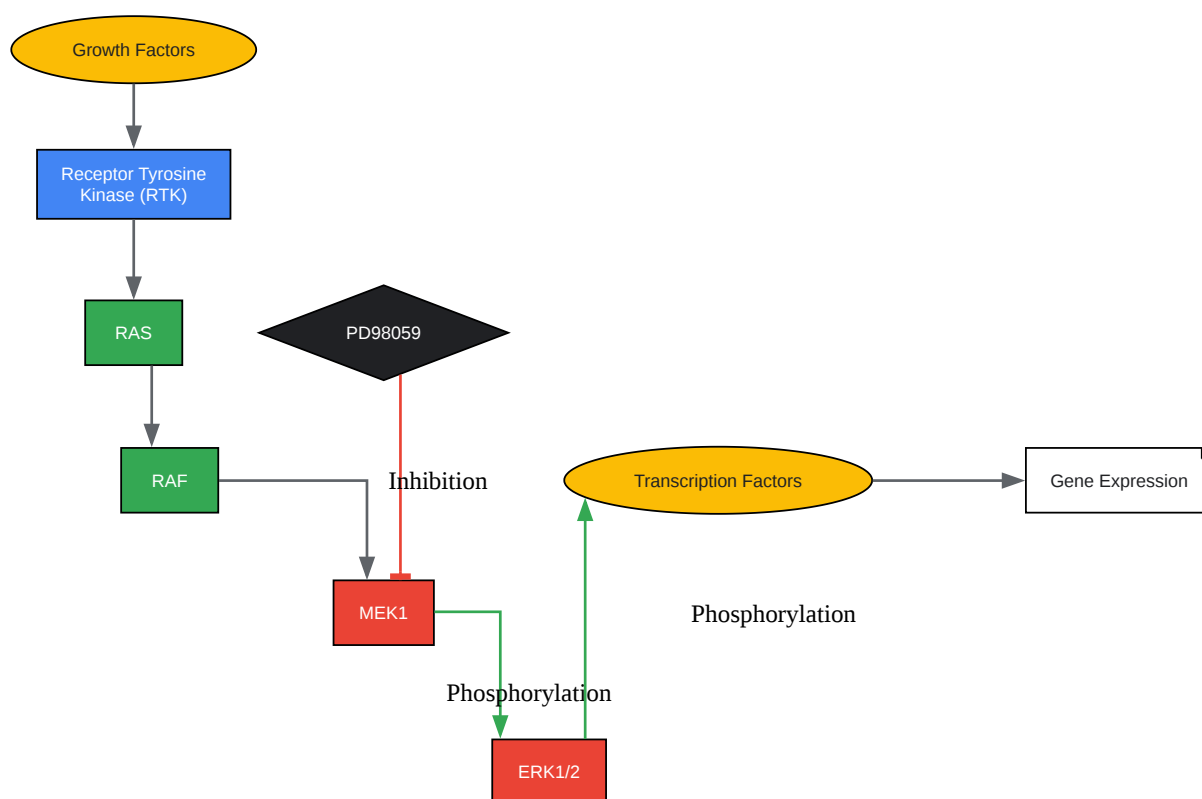 Growth Factors
Receptor Tyrosine
Kinase (RTK)
RAS
PD98059
RAF
Inhibition
Transcription Factors
Gene Expression
MEK1
Phosphorylation
Phosphorylation
ERK1/2